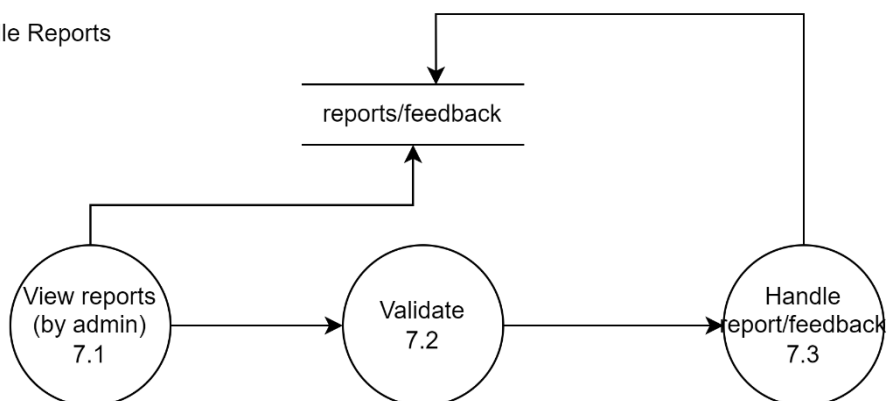 le Reports
reports/feedback
View reports
(by admin)
7.1
Validate
7.2
Handle
report/feedback
7.3